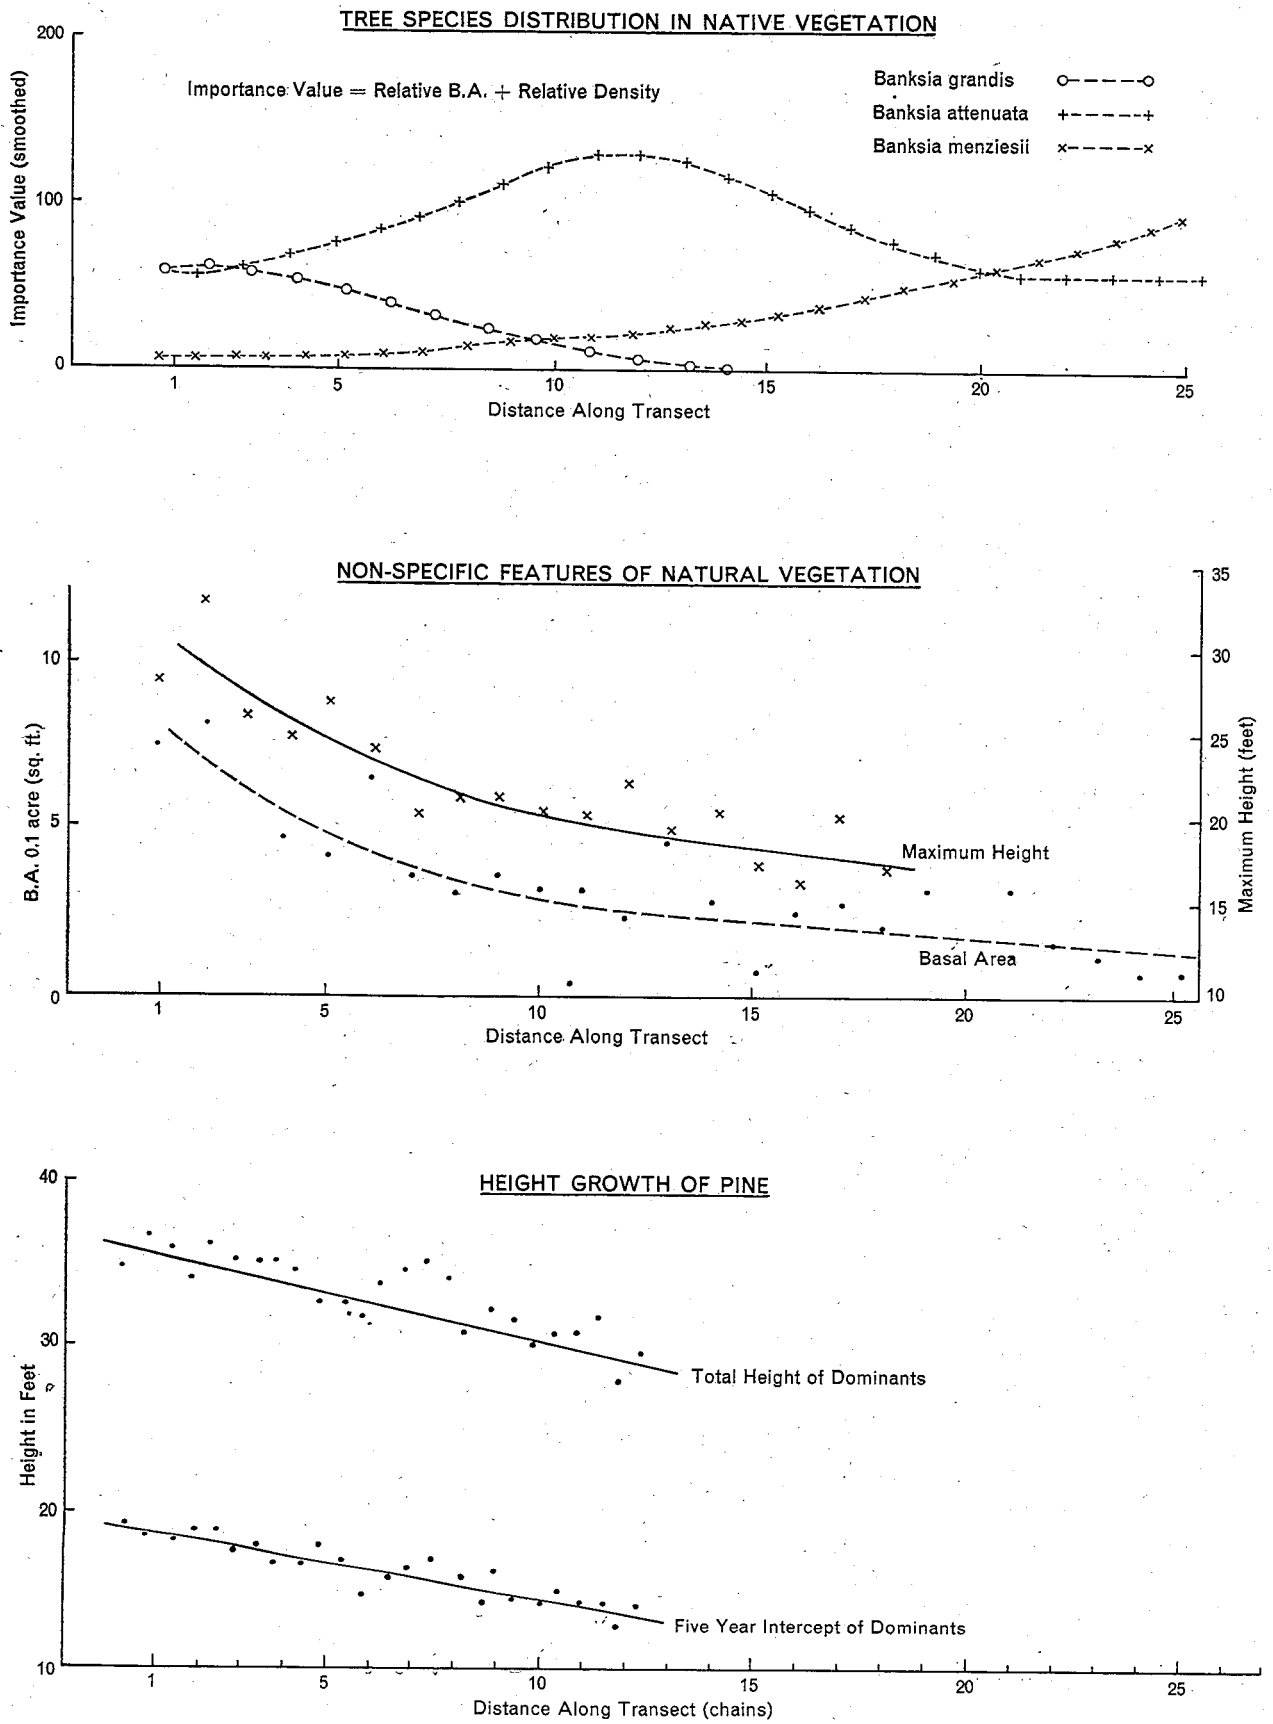 TREE SPECIES DISTRIBUTION IN NATIVE VEGETATION
200
Importance Value = Relative B.A. + Relative Density
Banksia grandis
Banksia attenuata
Banksia menziesii
Importance Value (smoothed)
100
0
1 5 10 15 20 25
Distance Along Transect
NON-SPECIFIC FEATURES OF NATURAL VEGETATION
35
10
30
B.A. 0.1 acre (sq. ft.)
25
Maximum Height (feet)
5
20
Maximum Height
15
Basal Area
0
10
1 5 10 15 20 25
Distance Along Transect
40
HEIGHT GROWTH OF PINE
30
Height in Feet
Total Height of Dominants
20
Five Year Intercept of Dominants
10
1 5 10 15 20 25
Distance Along Transect (chains)